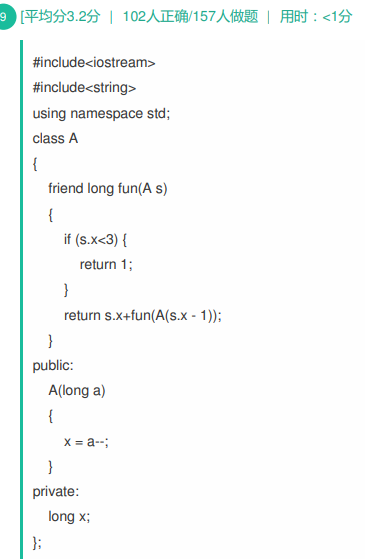 9 [平均分3.2分 | 102人正确/157人做题 | 用时：<1分
#include<iostream>
#include<string>
using namespace std;
class A
{
friend long fun(A s)
{
if (s.x<3) {
return 1;
}
return s.x+fun(A(s.x - 1));
}
public:
A(long a)
{
x = a--;
}
private:
long x;
};